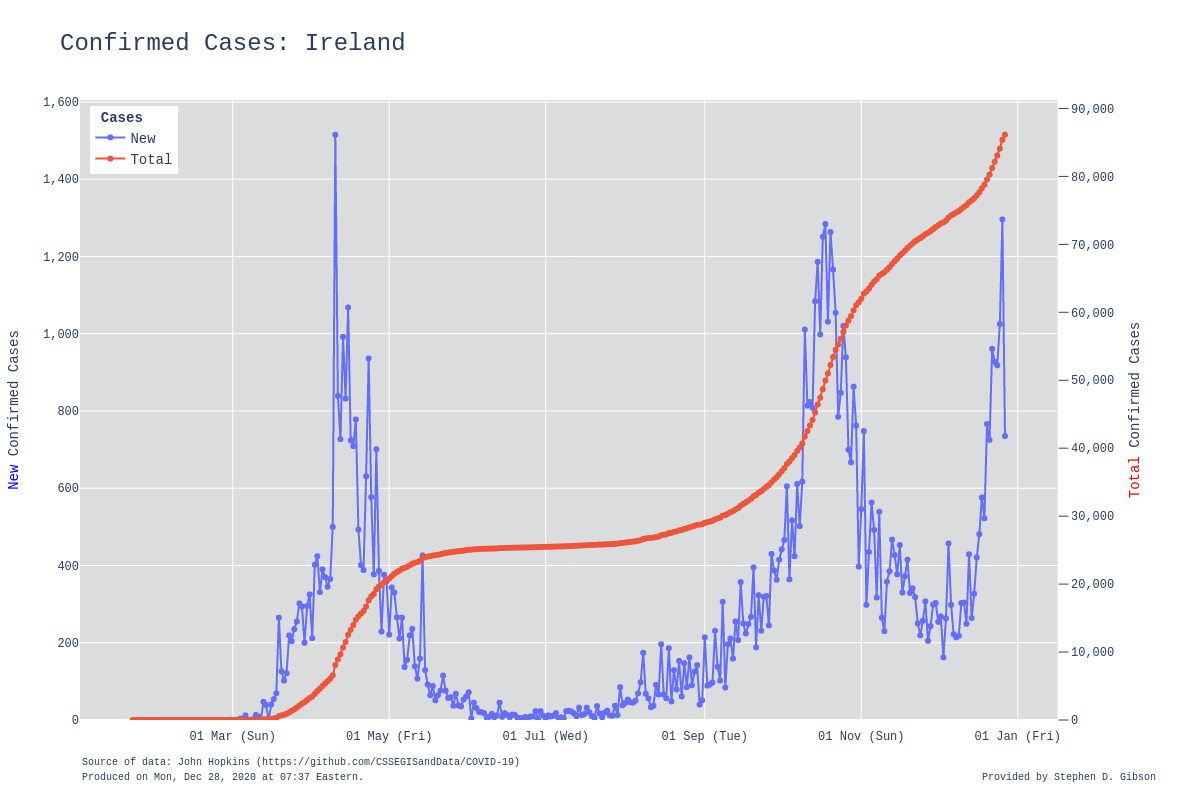 Confirmed Cases: Ireland
Cases
New
Total
1,600
1,400
1,200
1,000
800
600
400
200
0
90,000
80,000
70,000
60,000
50,000
40,000
30,000
20,000
10,000
0
New Confirmed Cases
Total Confirmed Cases
01 Mar (Sun)
01 May (Fri)
01 Jul (Wed)
01 Sep (Tue)
01 Nov (Sun)
01 Jan (Fri)
Source of data: John Hopkins (https://github.com/CSSEGISandData/COVID-19)
Produced on Mon, Dec 28, 2020 at 07:37 Eastern.
Provided by Stephen D. Gibson